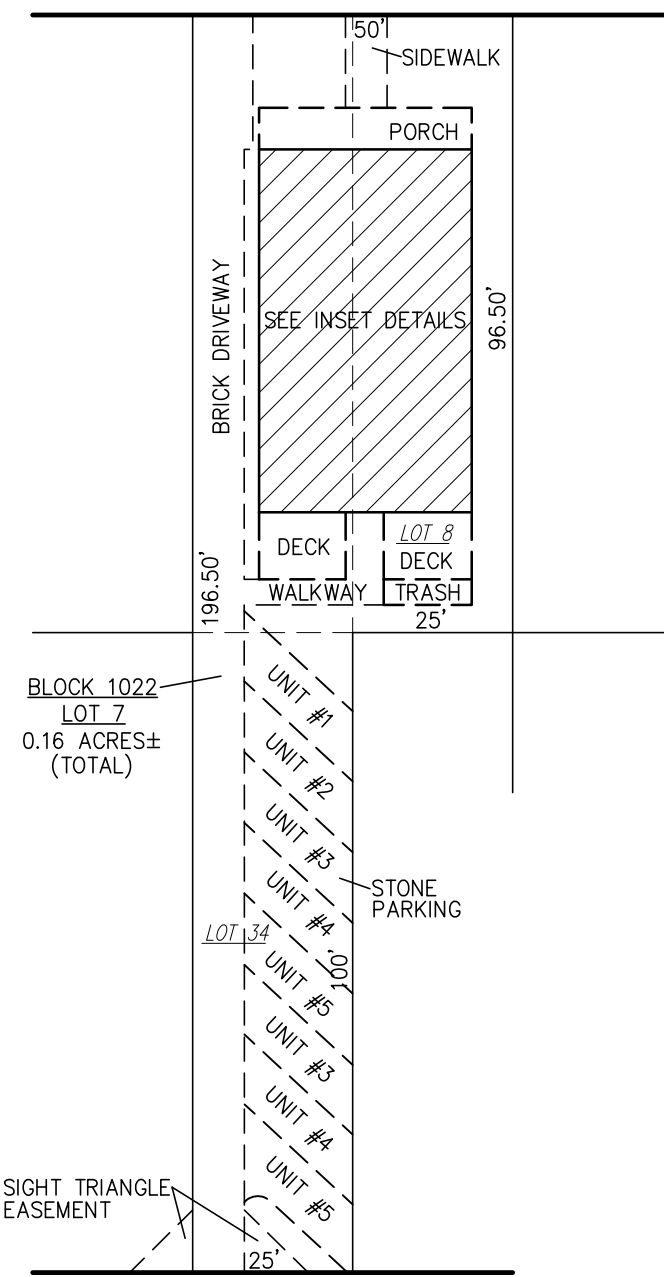 50'
SIDEWALK
PORCH
BRICK DRIVEWAY
SEE INSET DETAILS
96.50'
DECK
LOT 8
DECK
WALKWAY
TRASH
196.50'
25'
BLOCK 1022
LOT 7
0.16 ACRES±
(TOTAL)
UNIT #1
UNIT #2
UNIT #3
UNIT #4
STONE
PARKING
LOT 34
100'
UNIT #5
UNIT #3
UNIT #4
UNIT #5
SIGHT TRIANGLE
EASEMENT
25'